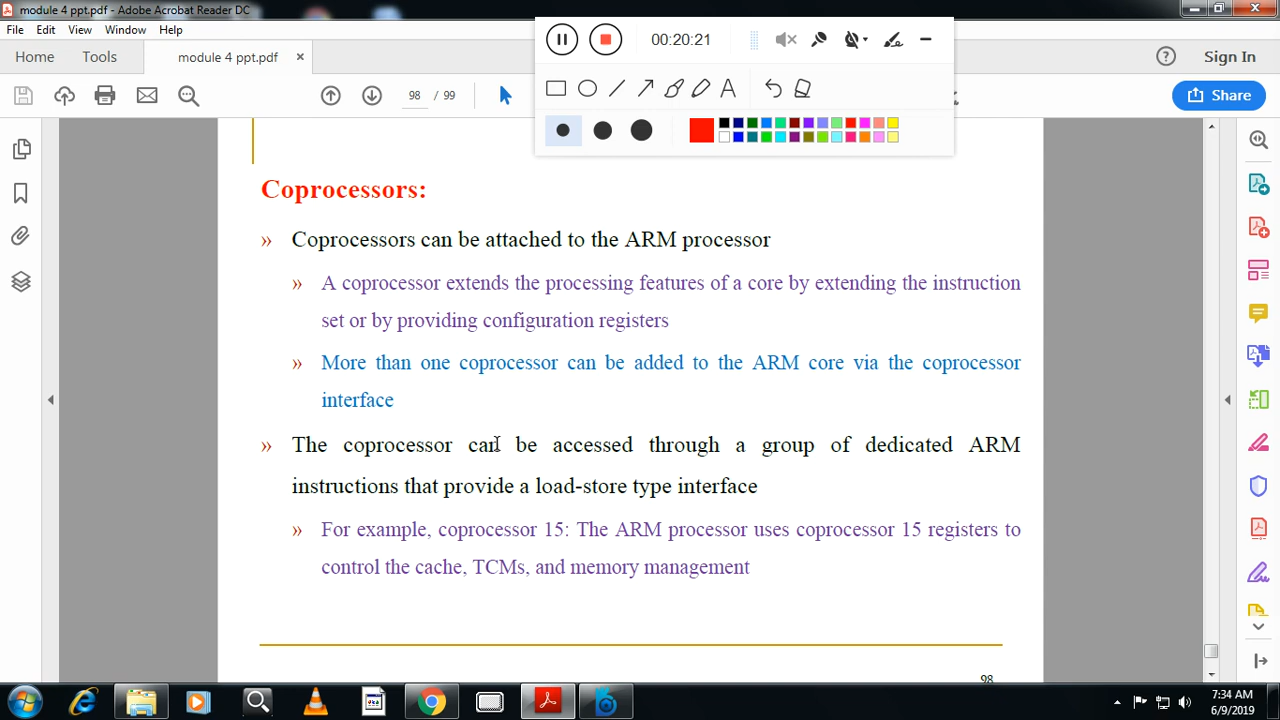 module 4 ppt.pdf - Adobe Acrobat Reader DC
File Edit View Window Help
00:20:21
Home Tools module 4 ppt.pdf × Sign In
98 / 99 Share
Coprocessors:
» Coprocessors can be attached to the ARM processor
» A coprocessor extends the processing features of a core by extending the instruction
set or by providing configuration registers
» More than one coprocessor can be added to the ARM core via the coprocessor
interface
» The coprocessor can be accessed through a group of dedicated ARM
instructions that provide a load-store type interface
» For example, coprocessor 15: The ARM processor uses coprocessor 15 registers to
control the cache, TCMs, and memory management
98
7:34 AM
6/9/2019